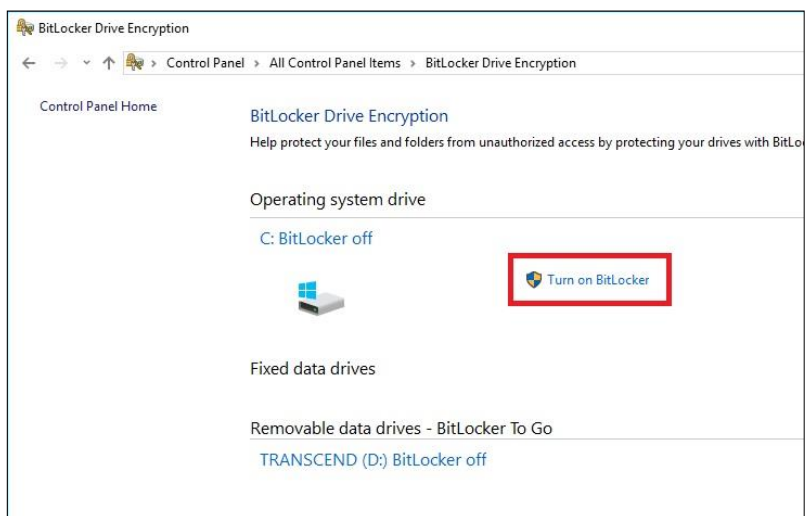 BitLocker Drive Encryption
Control Panel > All Control Panel Items > BitLocker Drive Encryption
Control Panel Home
BitLocker Drive Encryption
Help protect your files and folders from unauthorized access by protecting your drives with BitLo
Operating system drive
C: BitLocker off
Turn on BitLocker
Fixed data drives
Removable data drives - BitLocker To Go
TRANSCEND (D:) BitLocker off